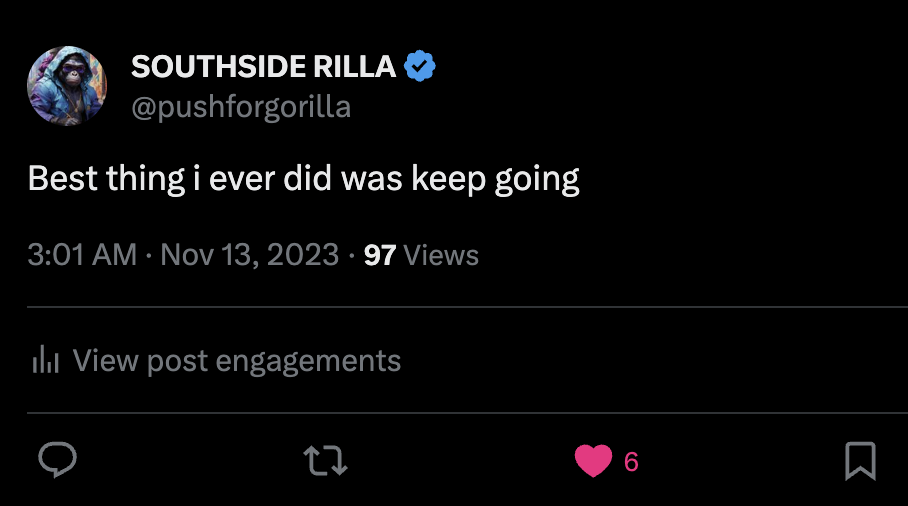 SOUTHSIDE RILLA
@pushforgorilla
Best thing i ever did was keep going
3:01 AM · Nov 13, 2023 · 97 Views
View post engagements
6